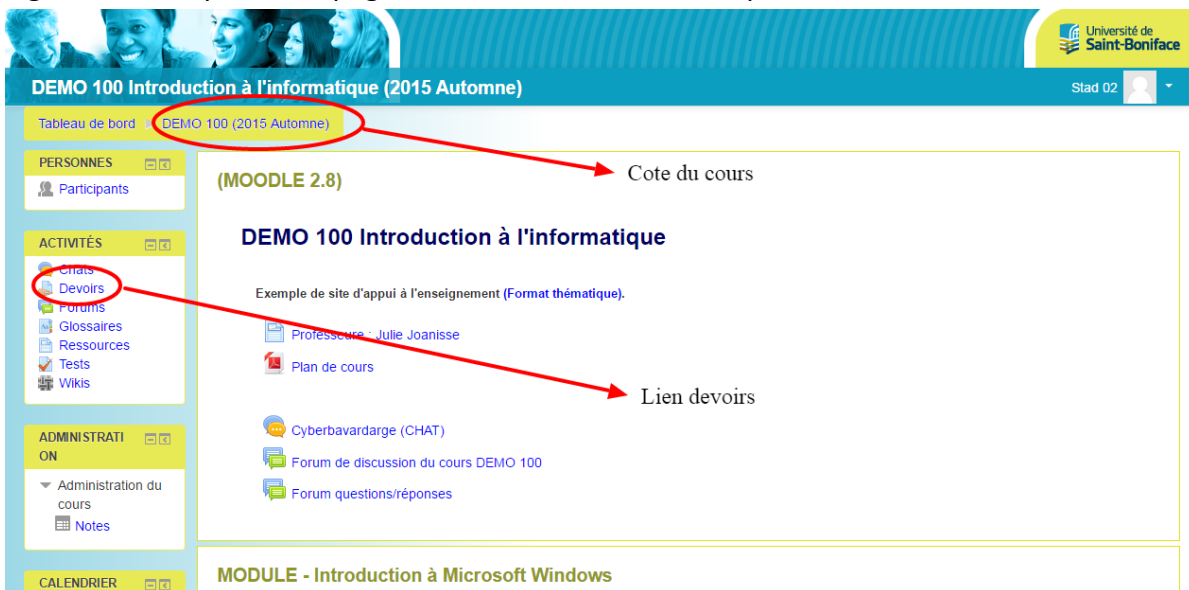 Université de
Saint-Boniface
DEMO 100 Introduction à l'informatique (2015 Automne)
Stad 02
Tableau de bord
DEMO 100 (2015 Automne)
PERSONNES
Participants
ACTIVITÉS
Chats
Devoirs
Forums
Glossaires
Ressources
Tests
Wikis
ADMINISTRATI
ON
Administration du
cours
Notes
CALENDRIER
(MOODLE 2.8)
Cote du cours
DEMO 100 Introduction à l'informatique
Exemple de site d'appui à l'enseignement (Format thématique).
Professeure : Julie Joanisse
Plan de cours
Lien devoirs
Cyberbavardarge (CHAT)
Forum de discussion du cours DEMO 100
Forum questions/réponses
MODULE - Introduction à Microsoft Windows